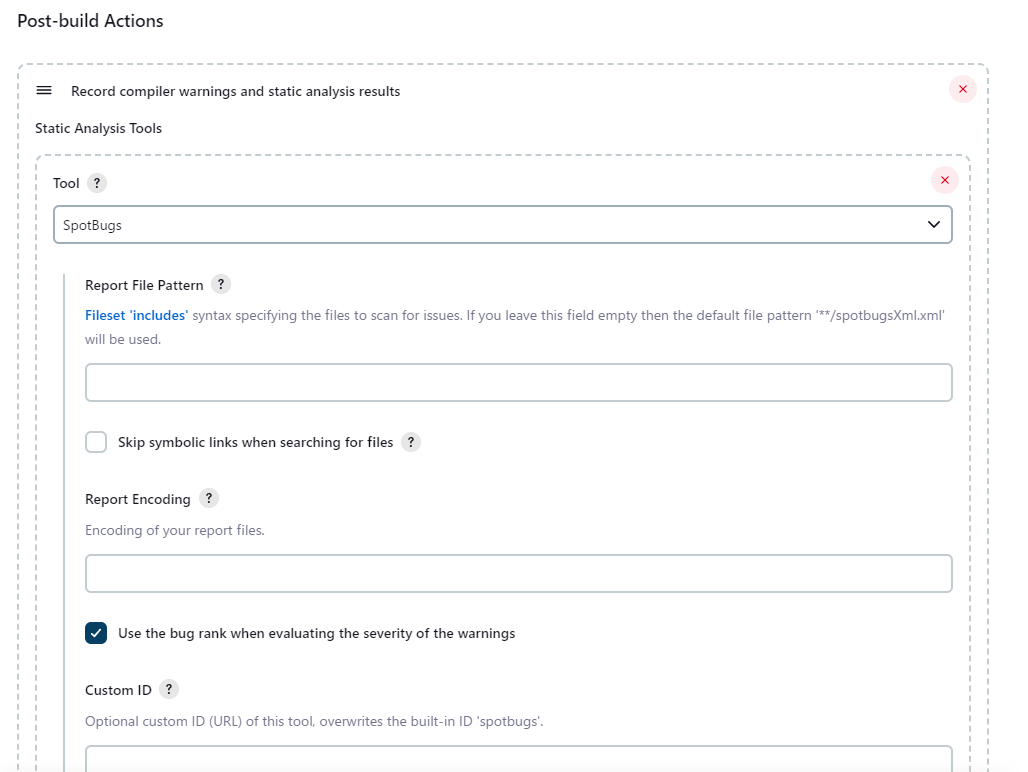 Post-build Actions
Record compiler warnings and static analysis results
Static Analysis Tools
Tool ?
SpotBugs
Report File Pattern ?
Fileset 'includes' syntax specifying the files to scan for issues. If you leave this field empty then the default file pattern '**/spotbugsXml.xml'
will be used.
Skip symbolic links when searching for files ?
Report Encoding ?
Encoding of your report files.
Use the bug rank when evaluating the severity of the warnings
Custom ID ?
Optional custom ID (URL) of this tool, overwrites the built-in ID 'spotbugs'.